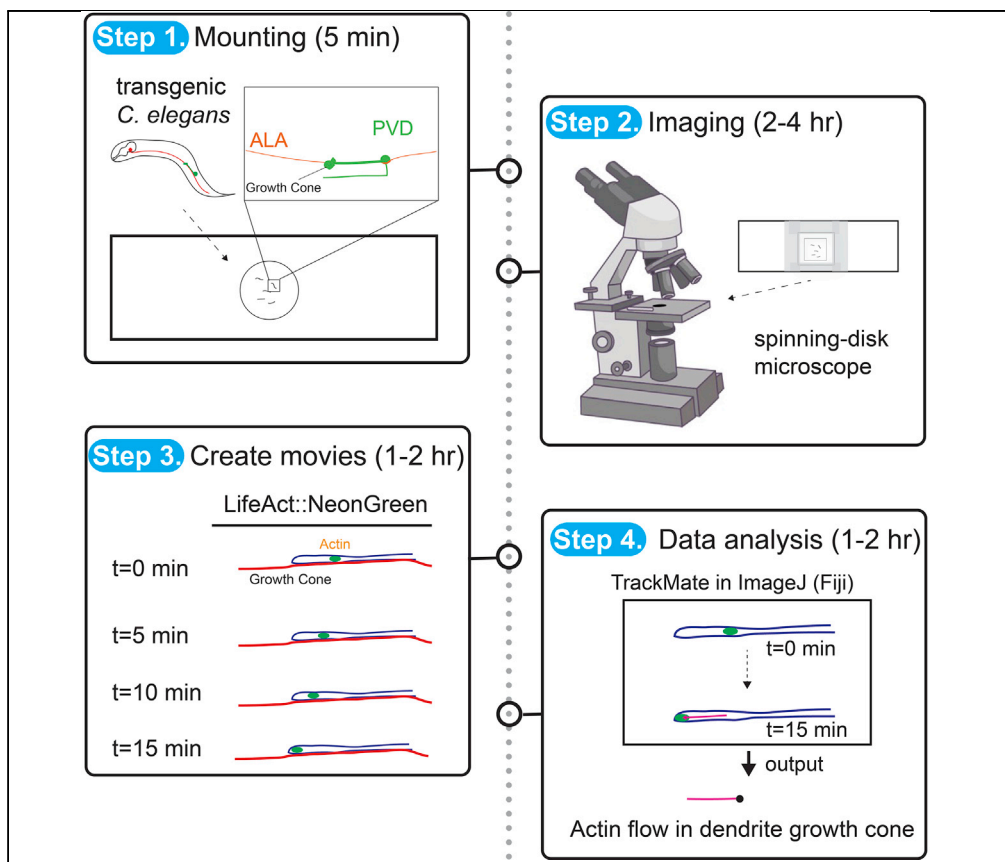 Step 1. Mounting (5 min)
transgenic
C. elegans
ALA
PVD
Growth Cone
Step 2. Imaging (2-4 hr)
spinning-disk
microscope
Step 3. Create movies (1-2 hr)
LifeAct::NeonGreen
Actin
t=0 min
Growth Cone
t=5 min
t=10 min
t=15 min
Step 4. Data analysis (1-2 hr)
TrackMate in ImageJ (Fiji)
t=0 min
t=15 min
output
Actin flow in dendrite growth cone